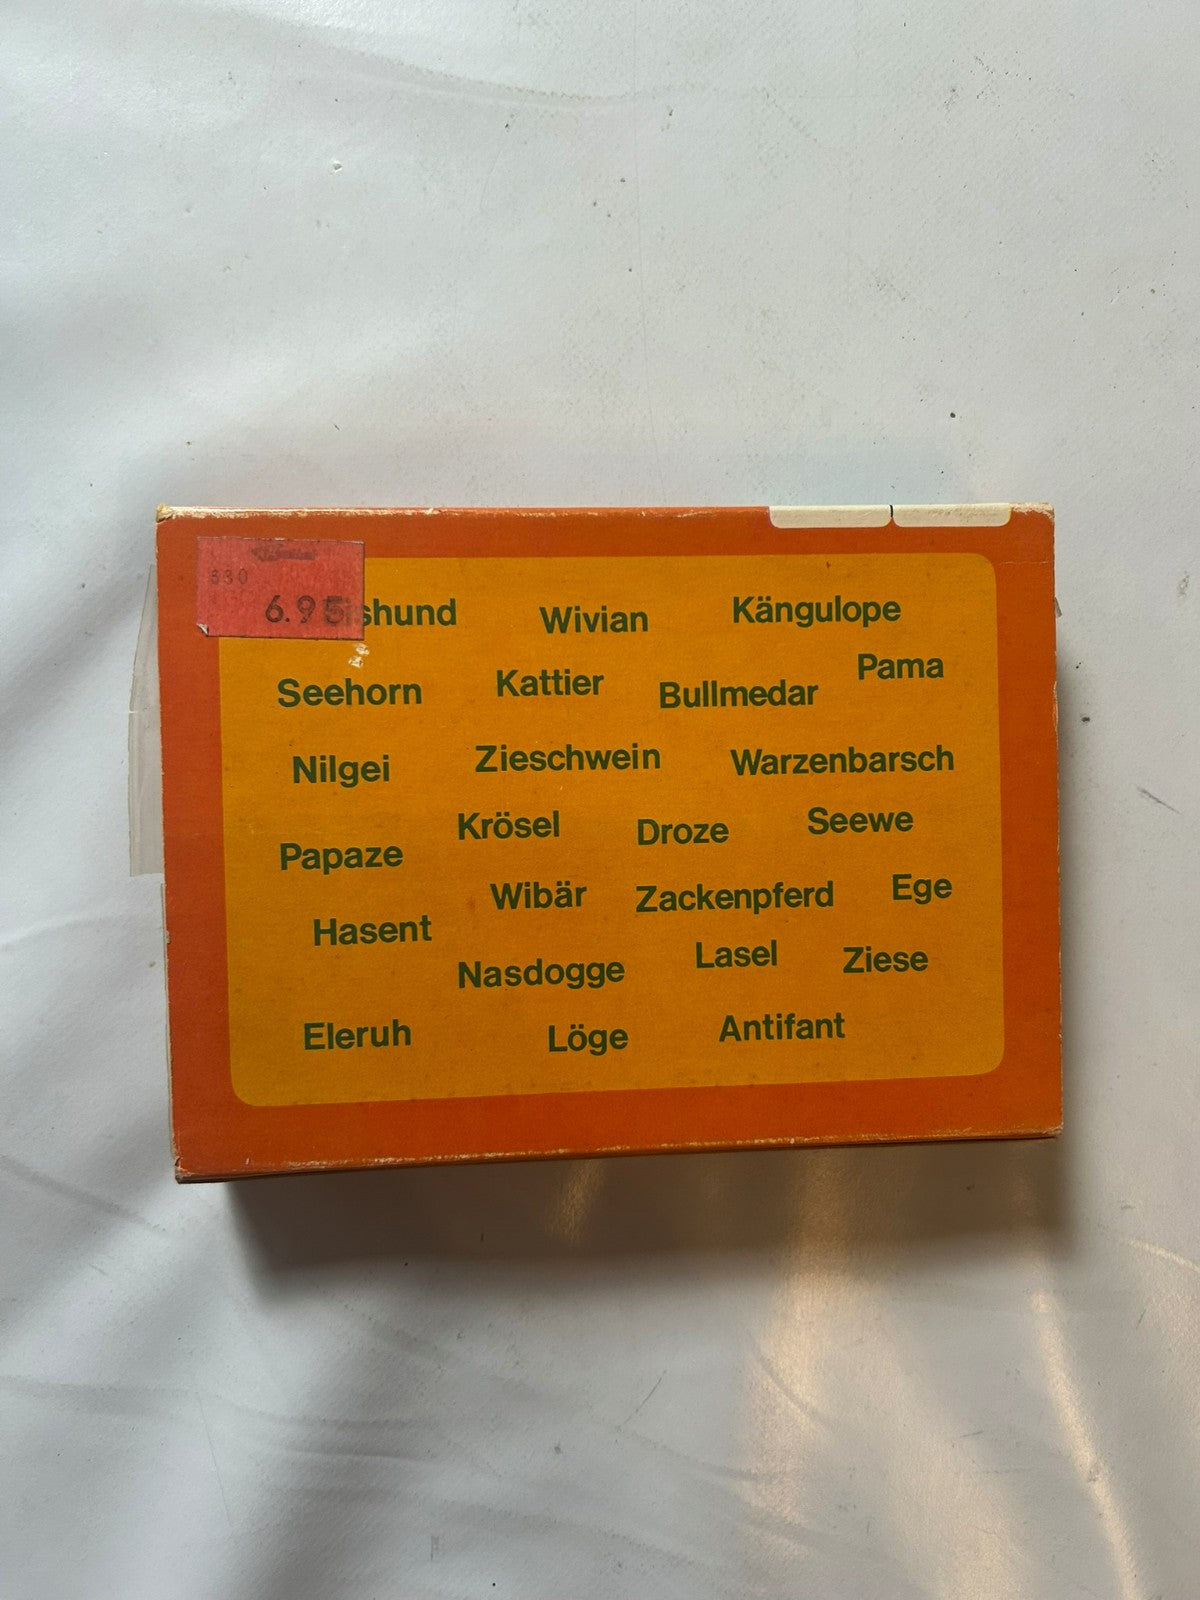 330
6.95
shund Wivian Kängulope
Seehorn Kattier Bullmedar Pama
Nilgei Zieschwein Warzenbarsch
Papaze Krösel Droze Seewe
Hasent Wibär Zackenpferd Ege
Nasdogge Lasel Ziese
Eleruh Löge Antifant